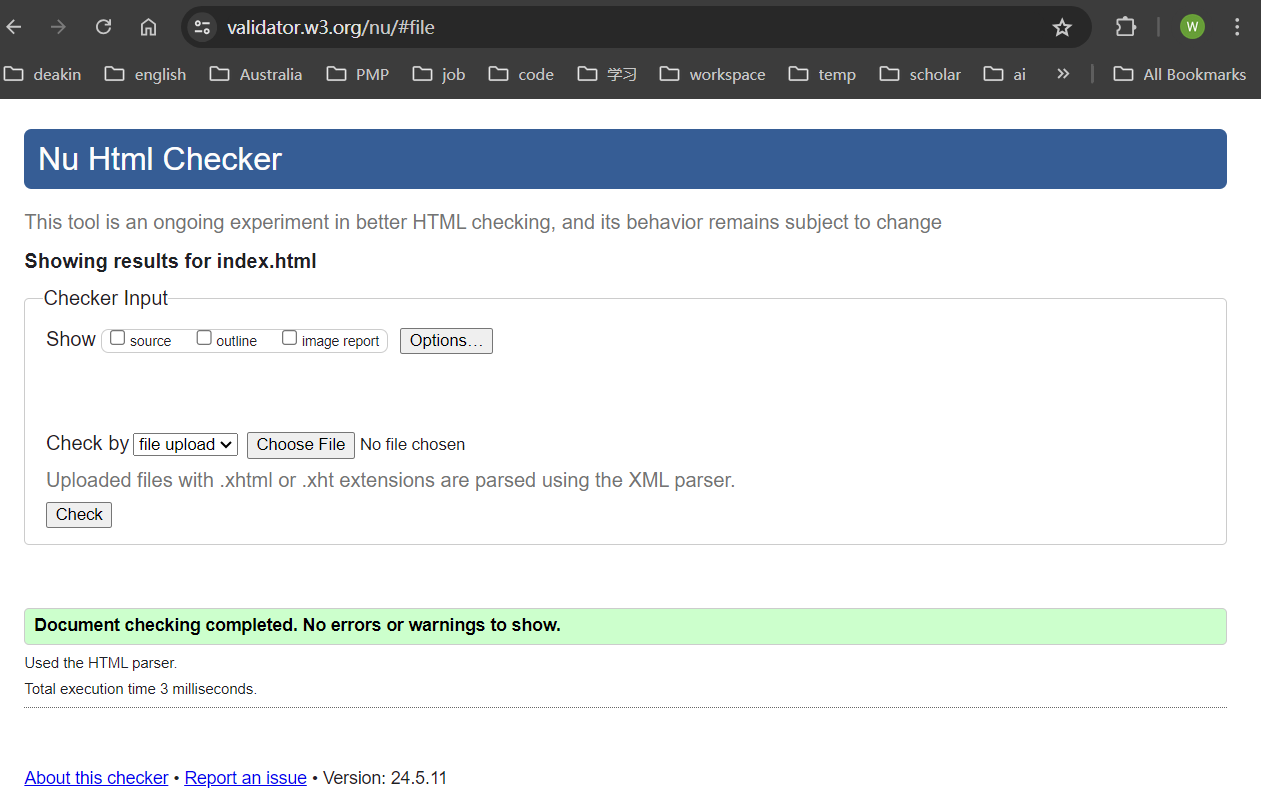 validator.w3.org/nu/#file
W
deakin english Australia PMP job code 学习 workspace temp scholar ai » All Bookmarks
Nu Html Checker
This tool is an ongoing experiment in better HTML checking, and its behavior remains subject to change
Showing results for index.html
Checker Input
Show source outline image report Options…
Check by file upload Choose File No file chosen
Uploaded files with .xhtml or .xht extensions are parsed using the XML parser.
Check
Document checking completed. No errors or warnings to show.
Used the HTML parser.
Total execution time 3 milliseconds.
About this checker • Report an issue • Version: 24.5.11